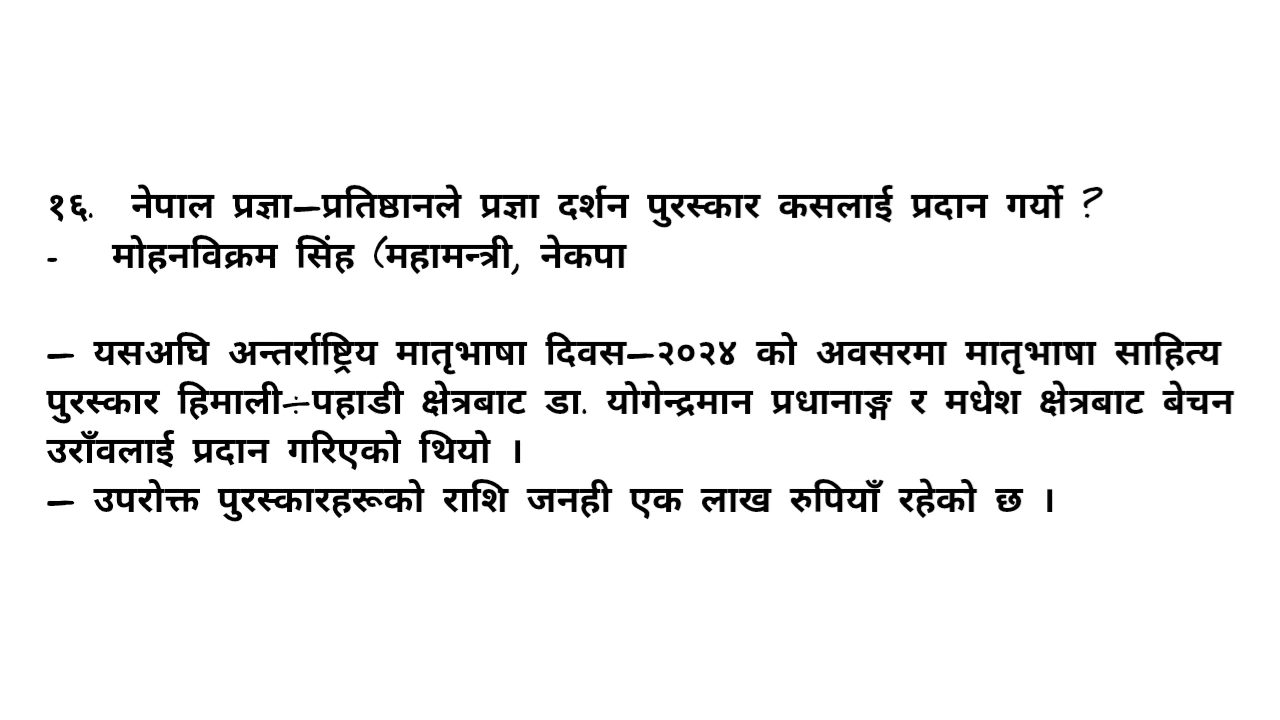 १६. नेपाल प्रज्ञा–प्रतिष्ठानले प्रज्ञा दर्शन पुरस्कार कसलाई प्रदान गर्यो ?
- मोहनविक्रम सिंह (महामन्त्री, नेकपा
– यसअघि अन्तर्राष्ट्रिय मातृभाषा दिवस–२०२४ को अवसरमा मातृभाषा साहित्य
पुरस्कार हिमाली÷पहाडी क्षेत्रबाट डा. योगेन्द्रमान प्रधानाङ्ग र मधेश क्षेत्रबाट बेचन
उराँवलाई प्रदान गरिएको थियो ।
– उपरोक्त पुरस्कारहरूको राशि जनही एक लाख रुपियाँ रहेको छ ।